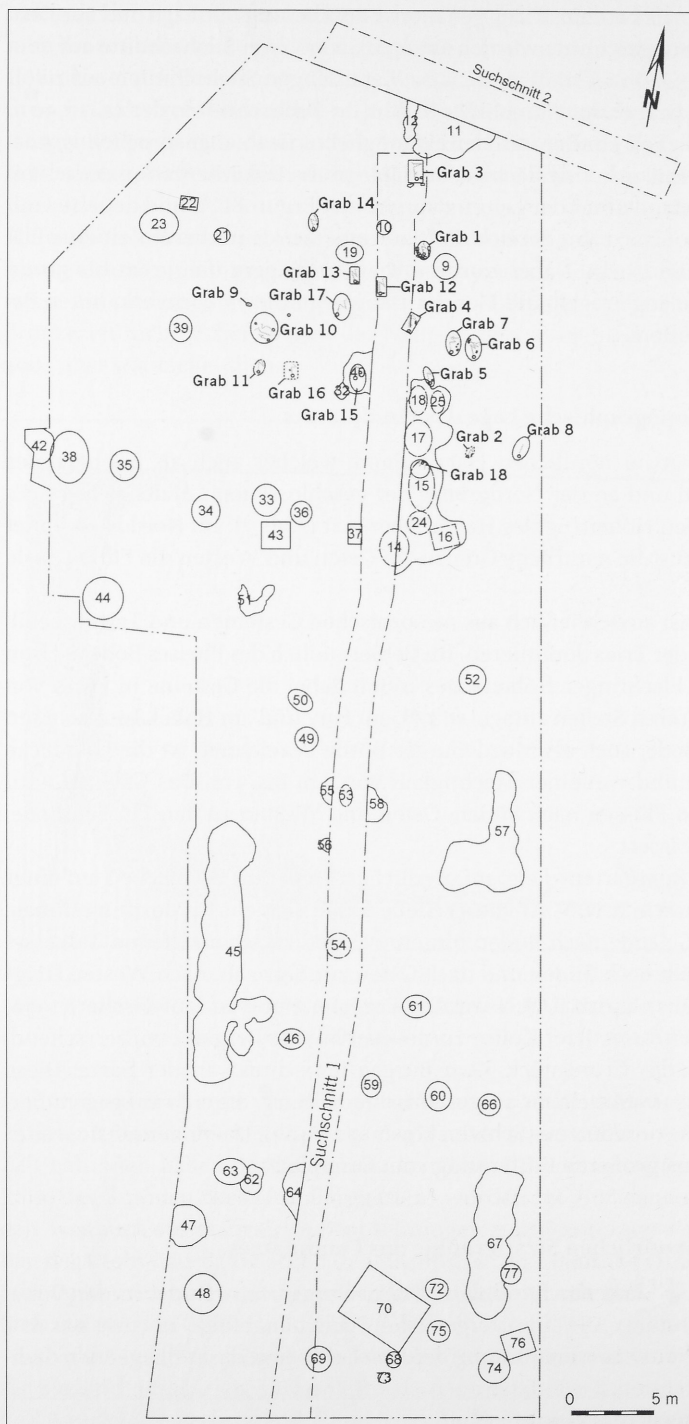 Suchschnitt 2
N
12
11
Grab 3
22
Grab 14
23
21
10
Grab 1
19
9
Grab 13
Grab 12
Grab 9
Grab 17
Grab 4
39
Grab 10
Grab 7
Grab 6
Grab 11
Grab 16
40
32
Grab 5
Grab 15
18
25
42
38
35
17
Grab 2
Grab 8
Grab 18
15
34
33
36
24
43
37
14
16
44
51
52
50
49
55
53
58
57
56
45
54
61
46
59
60
66
Suchschnitt 1
63
62
64
47
67
77
48
72
70
75
76
69
68
74
73
0 5 m